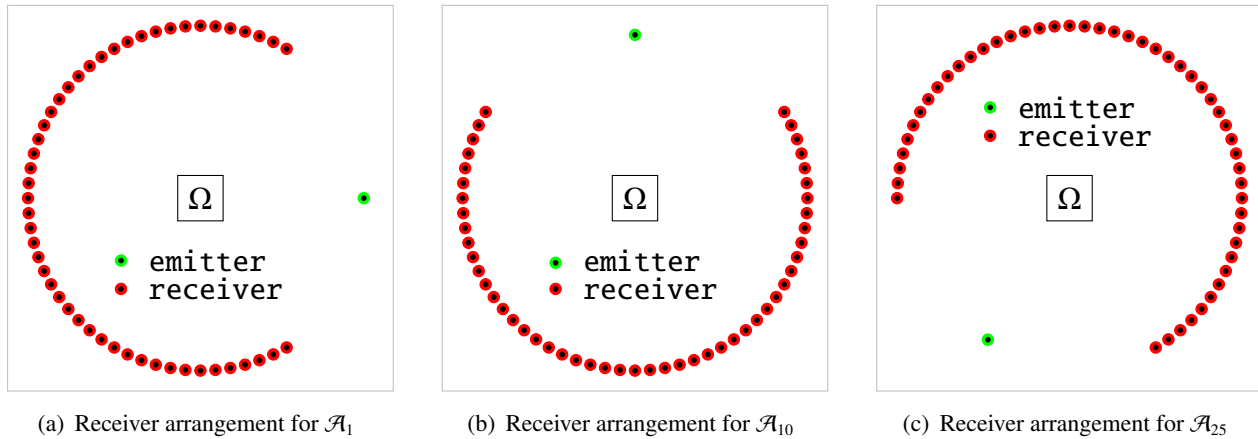 Ω
emitter
receiver
Ω
emitter
receiver
emitter
receiver
Ω
(a) Receiver arrangement for 𝒜₁
(b) Receiver arrangement for 𝒜₁₀
(c) Receiver arrangement for 𝒜₂₅